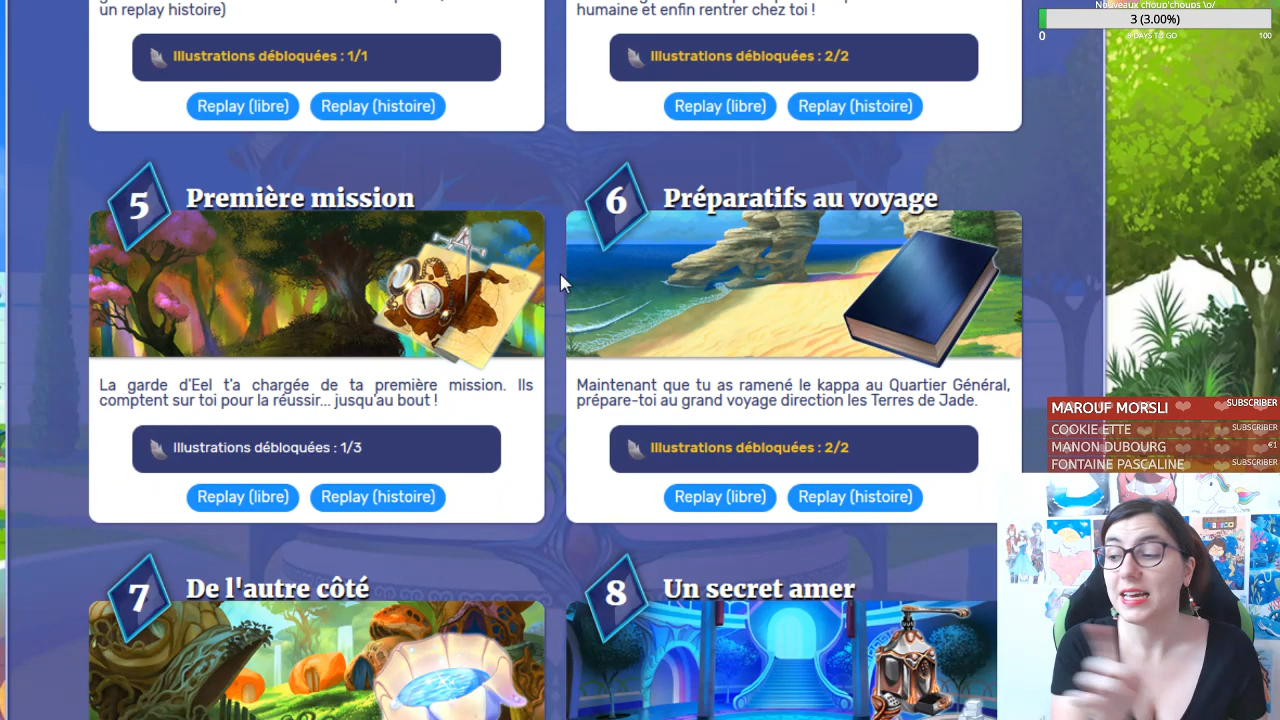 un replay histoire)
humaine et enfin rentrer chez toi !
Illustrations débloquées : 1/1
Illustrations débloquées : 2/2
Replay (libre)
Replay (histoire)
Replay (libre)
Replay (histoire)
5
Première mission
6
Préparatifs au voyage
La garde d'Eel t'a chargée de ta première mission. Ils
comptent sur toi pour la réussir... jusqu'au bout !
Maintenant que tu as ramené le kappa au Quartier Général,
prépare-toi au grand voyage direction les Terres de Jade.
Illustrations débloquées : 1/3
Illustrations débloquées : 2/2
Replay (libre)
Replay (histoire)
Replay (libre)
Replay (histoire)
7
De l'autre côté
8
Un secret amer
Nouveaux choup'choups \o/
3 (3.00%)
0
DAYS TO GO
100
MAROUF MORSLI
SUBSCRIBER
COOKIE ETTE
SUBSCRIBER
MANON DUBOURG
€1
FONTAINE PASCALINE
SUBSCRIBER